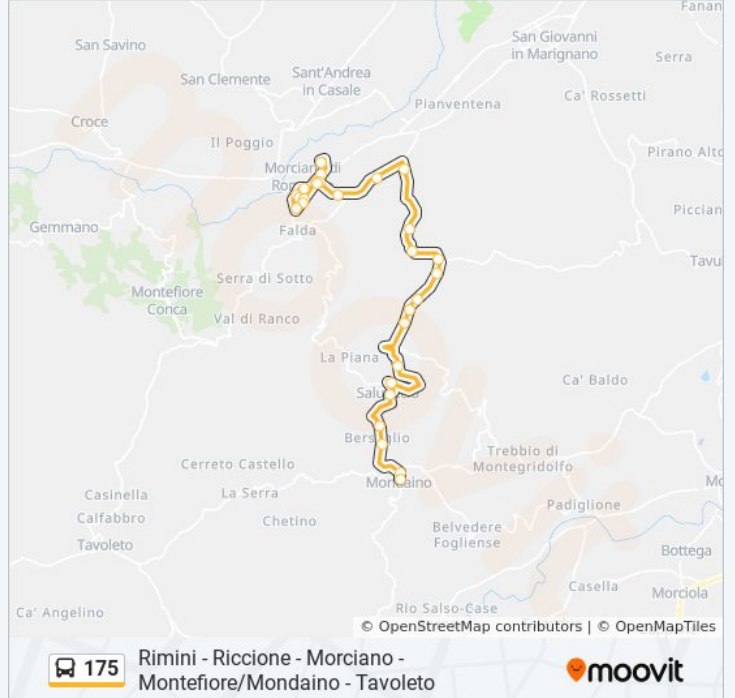 Fanan
San Savino
San Giovanni
in Marignano
Serra
San Clemente
Sant'Andrea
in Casale
Pianventena
Ca' Rossetti
Croce
Il Poggio
Pirano Alto
Morciano di
Falda
Piccian
Gemmano
Tavu
Serra di Sotto
Montefiore
Conca
Val di Ranco
La Piana
Ca' Baldo
Trebbio di
Montegridolfo
Cerreto Castello
La Serra
Mondaino
Casinella
Calfabbro
Chetino
Padiglione
Tavoleto
Belvedere
Fogliense
Bottega
Casella
Morciola
Ca' Angelino
Rio Salso-Case
© OpenStreetMap contributors | © OpenMapTiles
175
Rimini - Riccione - Morciano -
Montefiore/Mondaino - Tavoleto
moovit